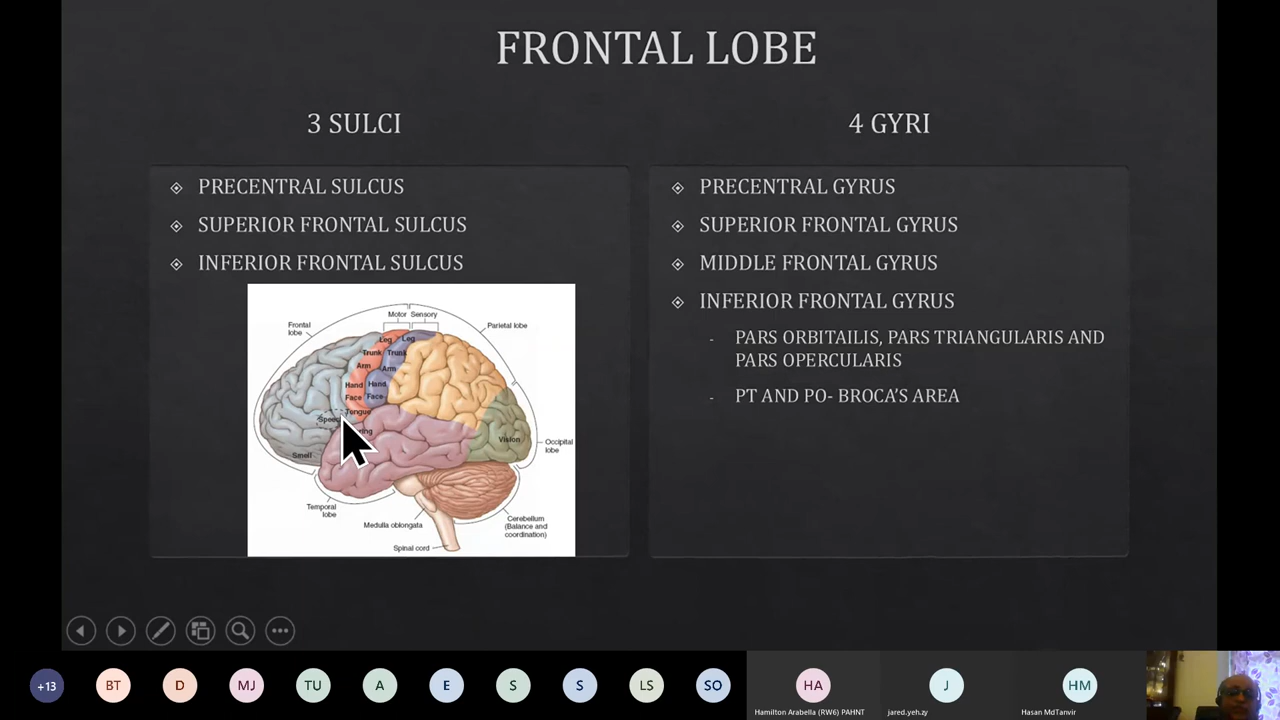 FRONTAL LOBE
3 SULCI
PRECENTRAL SULCUS
SUPERIOR FRONTAL SULCUS
INFERIOR FRONTAL SULCUS
Motor Sensory
Frontal
lobe
Parietal lobe
Leg Leg
Trunk Trunk
Arm Arm
Hand Hand
Face Face
Tongue
Vision
Smell
Occipital
lobe
Temporal
lobe
Medulla oblongata
Cerebellum
(Balance and
coordination)
Spinal cord
4 GYRI
PRECENTRAL GYRUS
SUPERIOR FRONTAL GYRUS
MIDDLE FRONTAL GYRUS
INFERIOR FRONTAL GYRUS
- PARS ORBITAILIS, PARS TRIANGULARIS AND
PARS OPERCULARIS
- PT AND PO- BROCA'S AREA
+13 BT D MJ TU A E S S LS SO HA J HM
Hamilton Arabella (RW6) PAHNT jared.yeh.zy Hasan MdTanvir